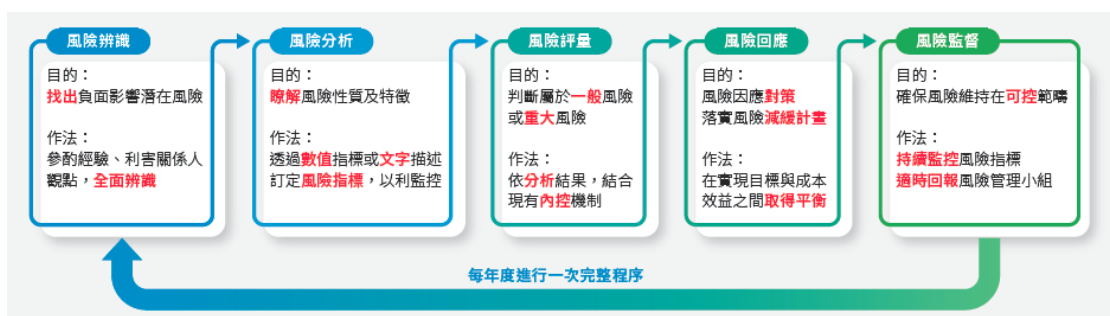 風險辨識
目的：
找出負面影響潛在風險
作法：
參酌經驗、利害關係人
觀點，全面辨識
風險分析
目的：
瞭解風險性質及特徵
作法：
透過數值指標或文字描述
訂定風險指標，以利監控
風險評量
目的：
判斷屬於一般風險
或重大風險
作法：
依分析結果，結合
現有內控機制
風險回應
目的：
風險因應對策
落實風險減緩計畫
作法：
在實現目標與成本
效益之間取得平衡
風險監督
目的：
確保風險維持在可控範疇
作法：
持續監控風險指標
適時回報風險管理小組
每年度進行一次完整程序